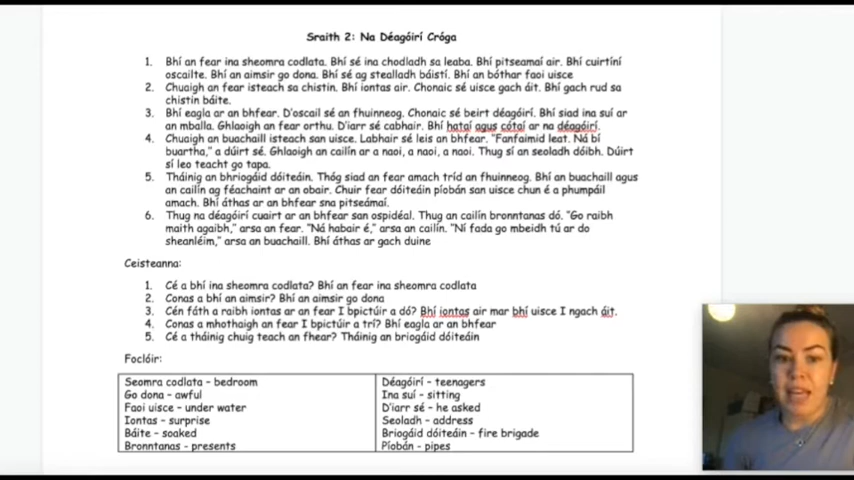 Sraith 2: Na Déagóirí Cróga
1. Bhí an fear ina sheomra codlata. Bhí sé ina chodladh sa leaba. Bhí pitseamaí air. Bhí cuirtíní
oscailte. Bhí an aimsir go dona. Bhí sé ag stealladh báistí. Bhí an bóthar faoi uisce
2. Chuaigh an fear isteach sa chistin. Bhí iontas air. Chonaic sé uisce gach áit. Bhí gach rud sa
chistin báite.
3. Bhí eagla ar an bhfear. D'oscail sé an fhuinneog. Chonaic sé beirt déagóirí. Bhí siad ina suí ar
an mballa. Ghlaoigh an fear orthu. D'iarr sé cabhair. Bhí hataí agus cótaí ar na déagóirí.
4. Chuaigh an buachaill isteach san uisce. Labhair sé leis an bhfear. "Fanfaimid leat. Ná bí
buartha," a dúirt sé. Ghlaoigh an cailín ar a naoi, a naoi, a naoi. Thug sí an seoladh dóibh. Dúirt
sí leo teacht go tapa.
5. Tháinig an bhriogáid dóiteáin. Thóg siad an fear amach tríd an fhuinneog. Bhí an buachaill agus
an cailín ag féachaint ar an obair. Chuir fear dóiteáin píobán san uisce chun é a phumpáil
amach. Bhí áthas ar an bhfear sna pitseámaí.
6. Thug na déagóirí cuairt ar an bhfear san ospidéal. Thug an cailín bronntanas dó. "Go raibh
maith agaibh," arsa an fear. "Ná habair é," arsa an cailín. "Ní fada go mbeidh tú ar do
sheanléim," arsa an buachaill. Bhí áthas ar gach duine
Ceisteanna:
1. Cé a bhí ina sheomra codlata? Bhí an fear ina sheomra codlata
2. Conas a bhí an aimsir? Bhí an aimsir go dona
3. Cén fáth a raibh iontas ar an fear I bpictúir a dó? Bhí iontas air mar bhí uisce I ngach áit.
4. Conas a mhothaigh an fear I bpictúir a trí? Bhí eagla ar an bhfear
5. Cé a tháinig chuig teach an fhear? Tháinig an briogáid dóiteáin
Foclóir:
Seomra codlata – bedroom
Go dona – awful
Faoi uisce – under water
Iontas – surprise
Báite – soaked
Bronntanas - presents
Déagóirí – teenagers
Ina suí – sitting
D'iarr sé – he asked
Seoladh – address
Briogáid dóiteáin – fire brigade
Píobán – pipes